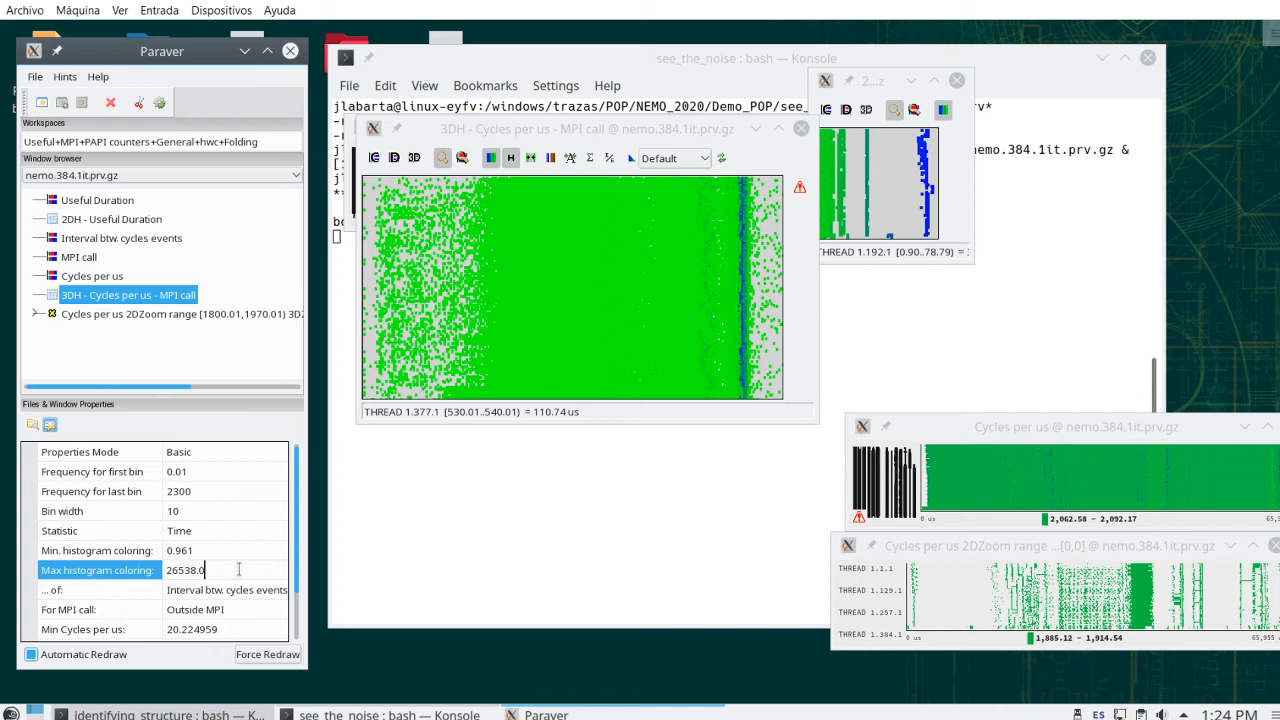 Archivo Máquina Ver Entrada Dispositivos Ayuda
Paraver
File Hints Help
Workspaces
Useful+MPI+PAPI counters+General+hwc+Folding
Window browser
nemo.384.1it.prv.gz
Useful Duration
2DH - Useful Duration
Interval btw. cycles events
MPI call
Cycles per us
3DH - Cycles per us - MPI call
Cycles per us 2DZoom range [1800.01,1970.01) 3DZ
Files & Window Properties
Properties Mode Basic
Frequency for first bin 0.01
Frequency for last bin 2300
Bin width 10
Statistic Time
Min. histogram coloring: 0.961
Max histogram coloring: 26538.0
... of: Interval btw. cycles events
For MPI call: Outside MPI
Min Cycles per us: 20.224959
Automatic Redraw Force Redraw
see_the_noise : bash — Konsole
File Edit View Bookmarks Settings Help
jlabarta@linux-eyfv:/windows/trazas/POP/NEMO_2020/Demo_POP/see_
v*
nemo.384.1it.prv.gz &
3DH - Cycles per us - MPI call @ nemo.384.1it.prv.gz
3D H Σ Default
THREAD 1.377.1 [530.01..540.01) = 110.74 us
2...z
3D
THREAD 1.192.1 [0.90..78.79) =
Cycles per us @ nemo.384.1it.prv.gz
0 us 2,062.58 - 2,092.17 65,9
Cycles per us 2DZoom range ...[0,0] @ nemo.384.1it.prv.gz
THREAD 1.1.1
THREAD 1.129.1
THREAD 1.257.1
THREAD 1.384.1
0 us 1,885.12 - 1,914.54 65,955
identifying_structure : bash — K... see_the_noise : bash — Konsole Paraver ES 1:24 PM